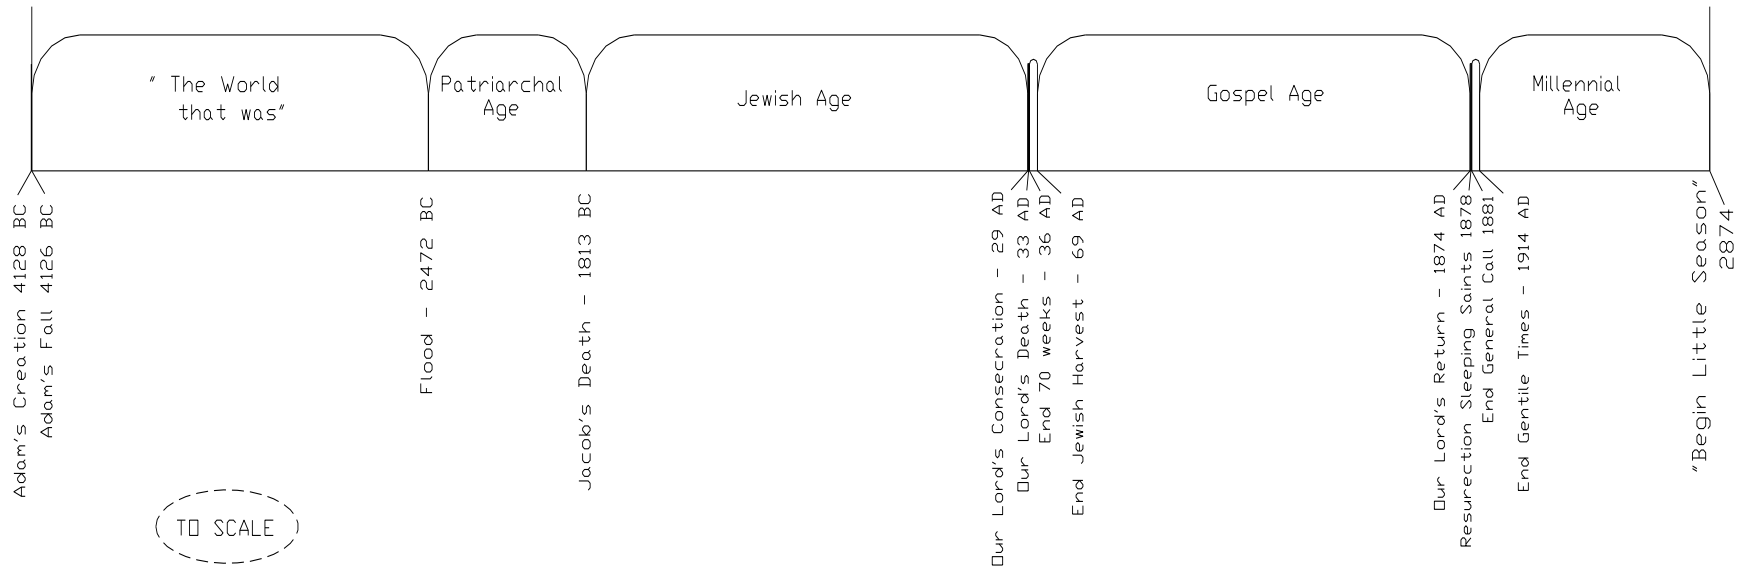 " The World
that was"
Patriarchal
Age
Jewish Age
Gospel Age
Millennial
Age
Adam's Creation 4128 BC
Adam's Fall 4126 BC
Flood - 2472 BC
Jacob's Death - 1813 BC
Our Lord's Consecration - 29 AD
Our Lord's Death - 33 AD
End 70 weeks - 36 AD
End Jewish Harvest - 69 AD
Our Lord's Return - 1874 AD
Resurection Sleeping Saints 1878
End General Call 1881
End Gentile Times - 1914 AD
"Begin Little Season"
2874
TO SCALE